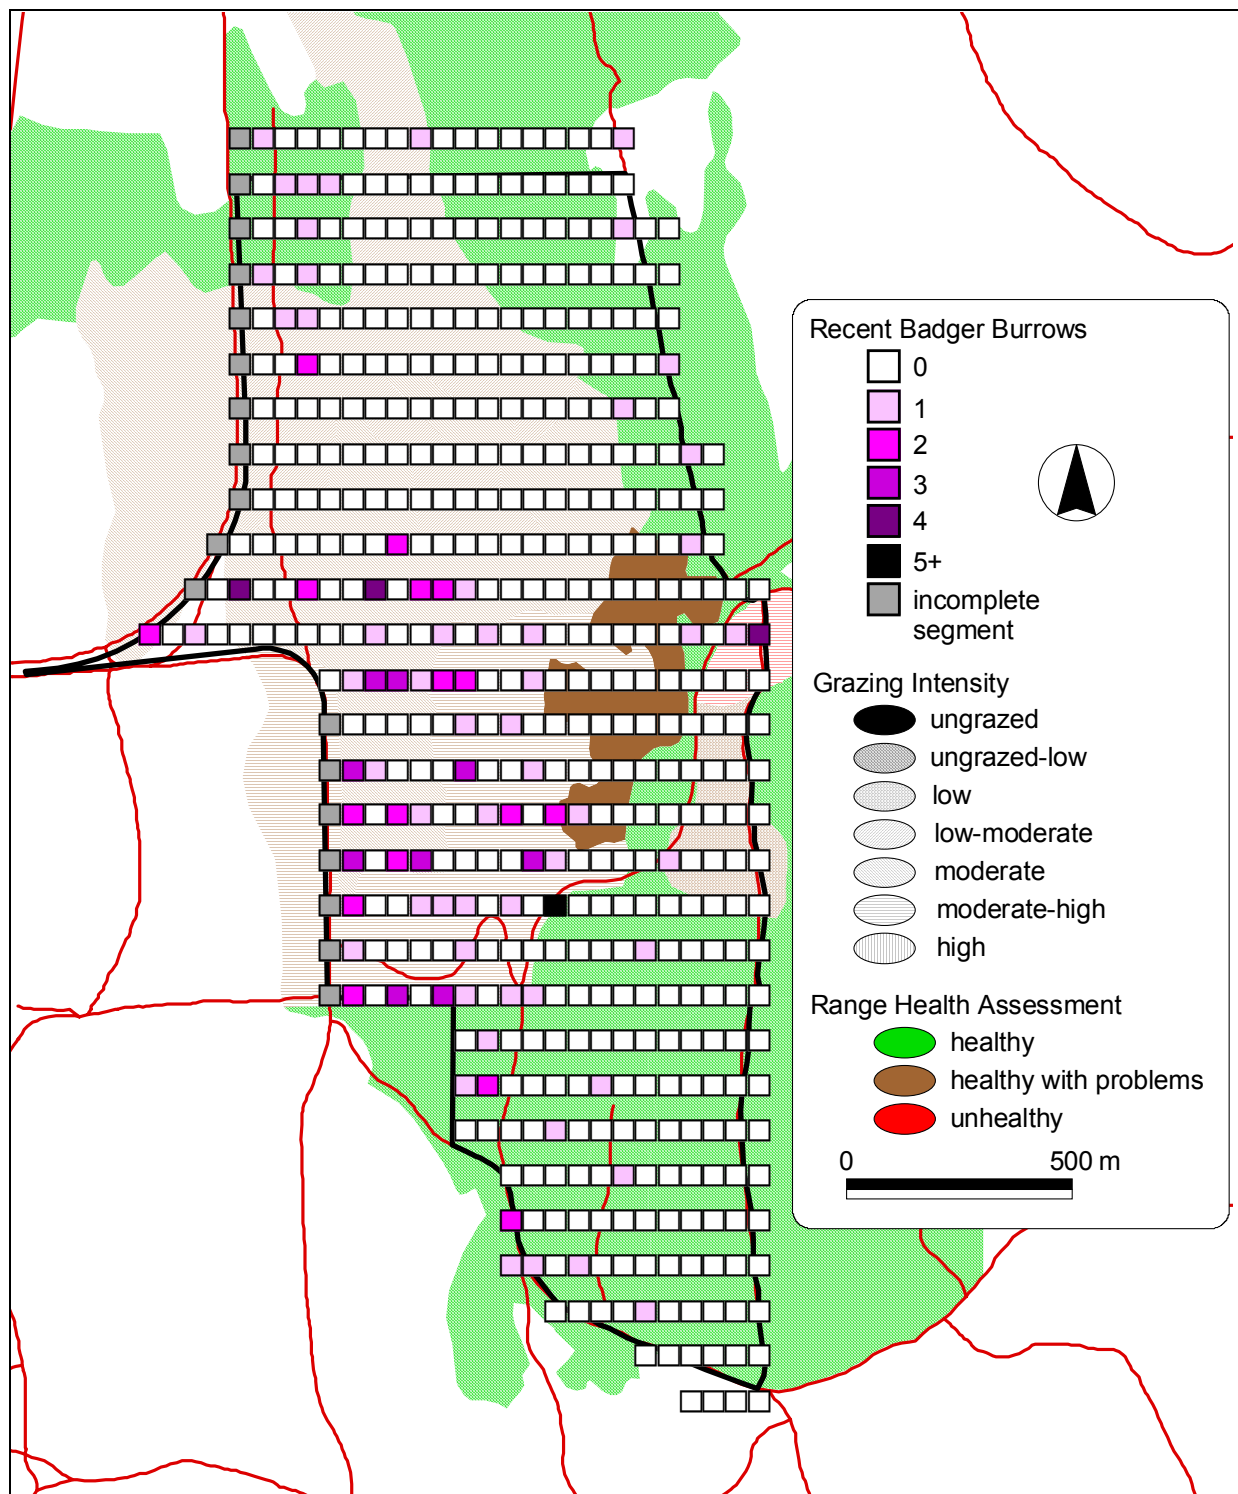 Recent Badger Burrows
0
1
2
3
4
5+
incomplete
segment
Grazing Intensity
ungrazed
ungrazed-low
low
low-moderate
moderate
moderate-high
high
Range Health Assessment
healthy
healthy with problems
unhealthy
0 500 m